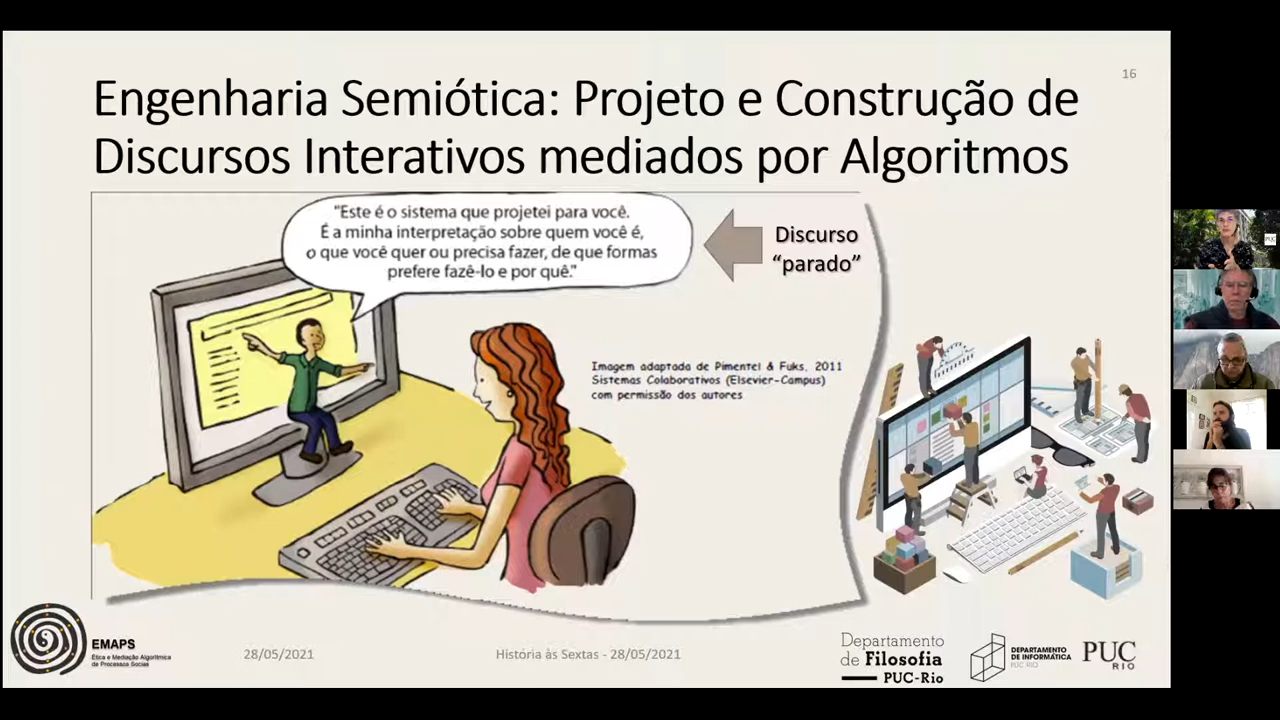 16
Engenharia Semiótica: Projeto e Construção de
Discursos Interativos mediados por Algoritmos
"Este é o sistema que projetei para você.
É a minha interpretação sobre quem você é,
o que você quer ou precisa fazer, de que formas
prefere fazê-lo e por quê."
Discurso
“parado”
Imagem adaptada de Pimentel & Fuks, 2011
Sistemas Colaborativos (Elsevier-Campus)
com permissão dos autores
EMAPS
Ética e Mediação Algorítmica
de Processos Sociais
28/05/2021
História às Sextas - 28/05/2021
Departamento
de Filosofia
PUC-Rio
DEPARTAMENTO
DE INFORMÁTICA
PUC-RIO
PUC
RIO